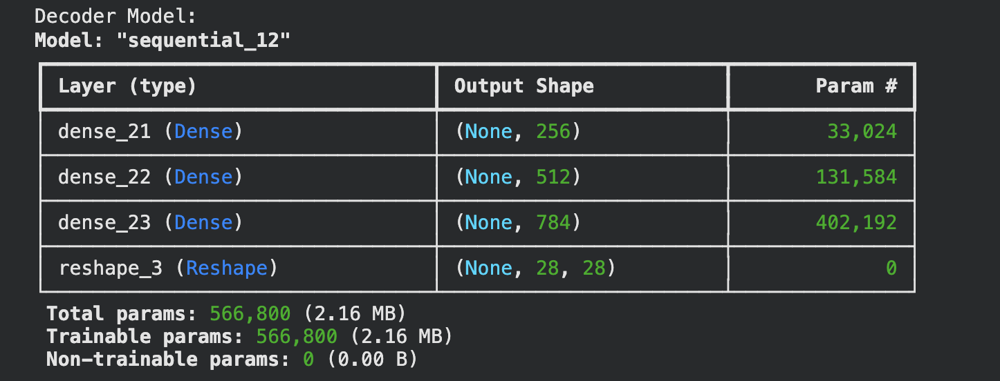 Decoder Model:
Model: "sequential_12"
Layer (type) Output Shape Param #
dense_21 (Dense) (None, 256) 33,024
dense_22 (Dense) (None, 512) 131,584
dense_23 (Dense) (None, 784) 402,192
reshape_3 (Reshape) (None, 28, 28) 0
Total params: 566,800 (2.16 MB)
Trainable params: 566,800 (2.16 MB)
Non-trainable params: 0 (0.00 B)